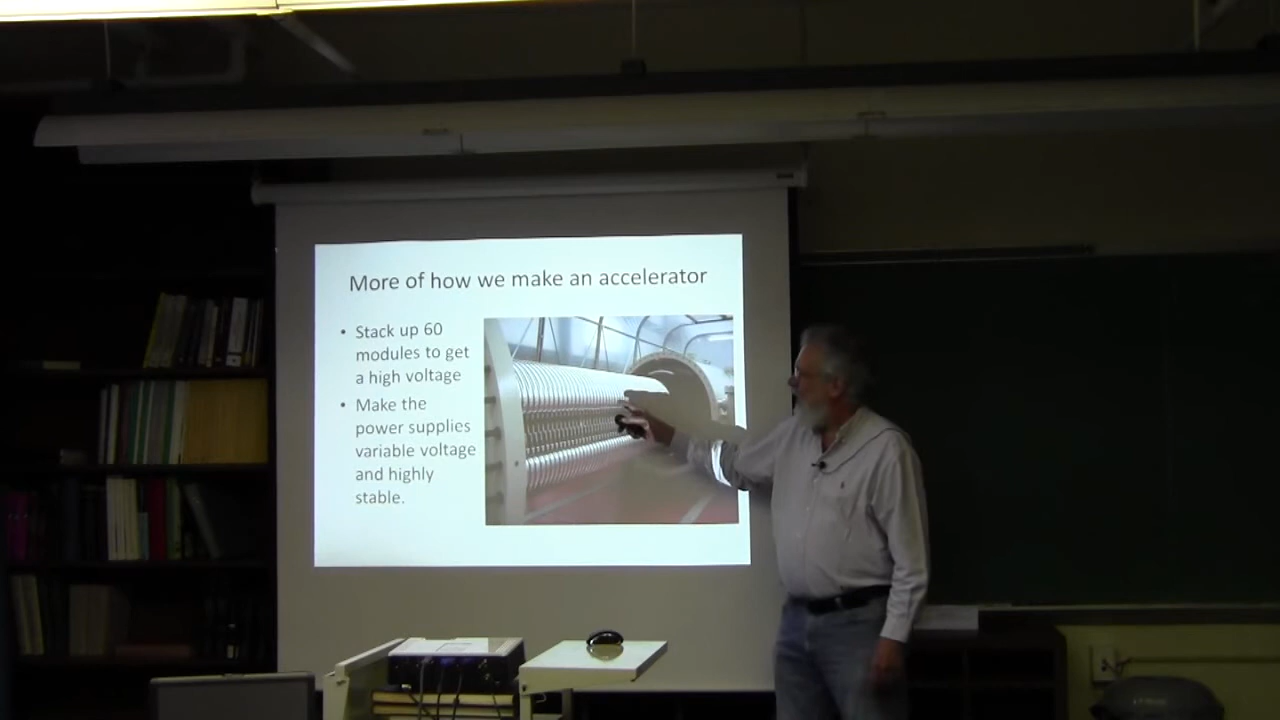 More of how we make an accelerator
• Stack up 60
modules to get
a high voltage
• Make the
power supplies
variable voltage
and highly
stable.